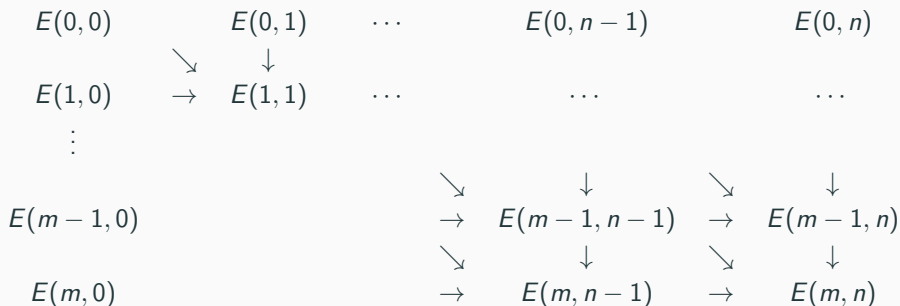 E(0, 0) E(0, 1) ⋯ E(0, n − 1) E(0, n)
↘ ↓
E(1, 0) → E(1, 1) ⋯ ⋯ ⋯
⋮
↘ ↓ ↘ ↓
E(m − 1, 0) → E(m − 1, n − 1) → E(m − 1, n)
↘ ↓ ↘ ↓
E(m, 0) → E(m, n − 1) → E(m, n)